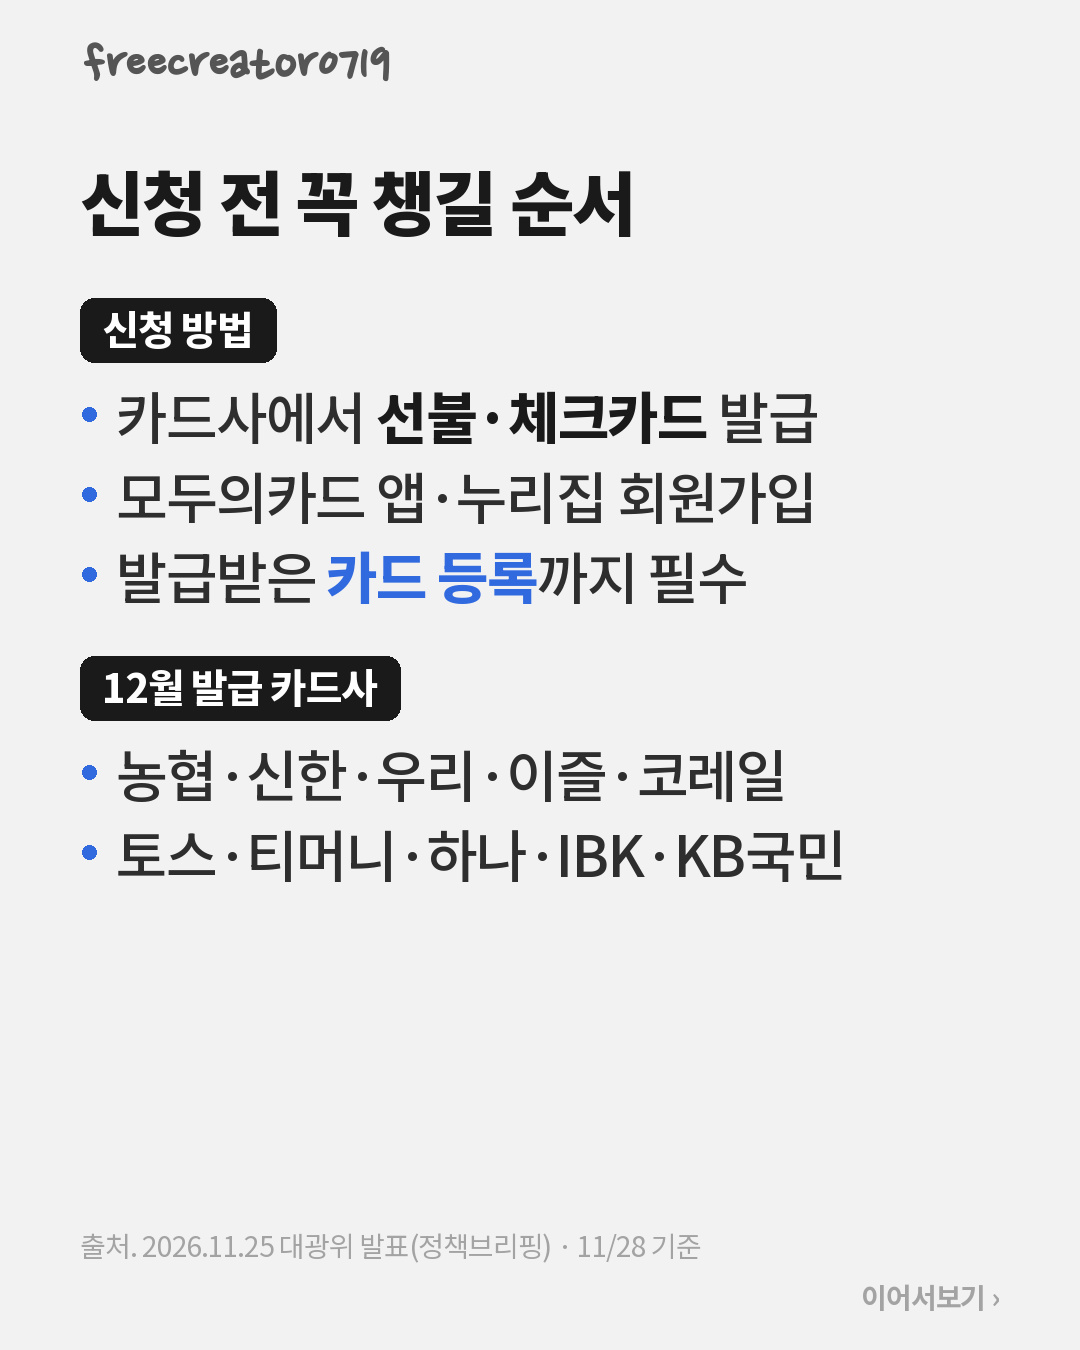 freecreator0719
신청 전 꼭 챙길 순서
신청 방법
• 카드사에서 선불·체크카드 발급
• 모두의카드 앱·누리집 회원가입
• 발급받은 카드 등록까지 필수
12월 발급 카드사
• 농협·신한·우리·이즐·코레일
• 토스·티머니·하나·IBK·KB국민
출처. 2026.11.25 대광위 발표(정책브리핑) · 11/28 기준
이어서보기 ›